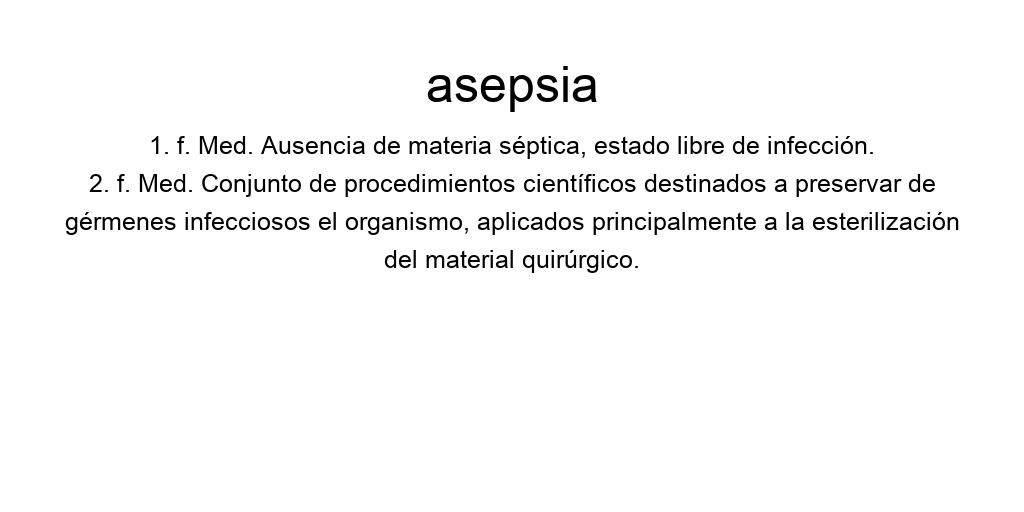 asepsia
1. f. Med. Ausencia de materia séptica, estado libre de infección.
2. f. Med. Conjunto de procedimientos científicos destinados a preservar de
gérmenes infecciosos el organismo, aplicados principalmente a la esterilización
del material quirúrgico.